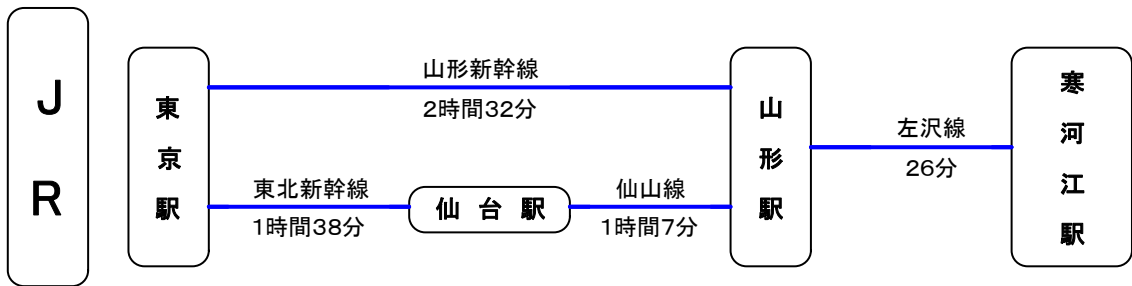 JR
東京駅
山形新幹線
2時間32分
東北新幹線
1時間38分
仙台駅
仙山線
1時間7分
山形駅
左沢線
26分
寒河江駅